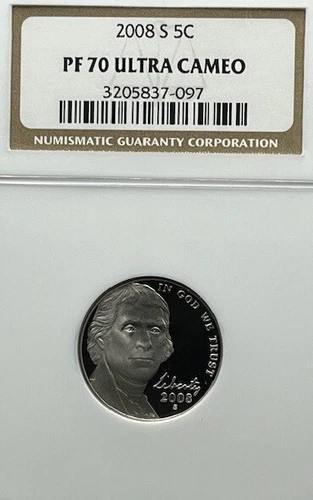 2008 S 5C
PF 70 ULTRA CAMEO
3205837-097
NUMISMATIC GUARANTY CORPORATION
IN GOD WE TRUST
Liberty
2008
S